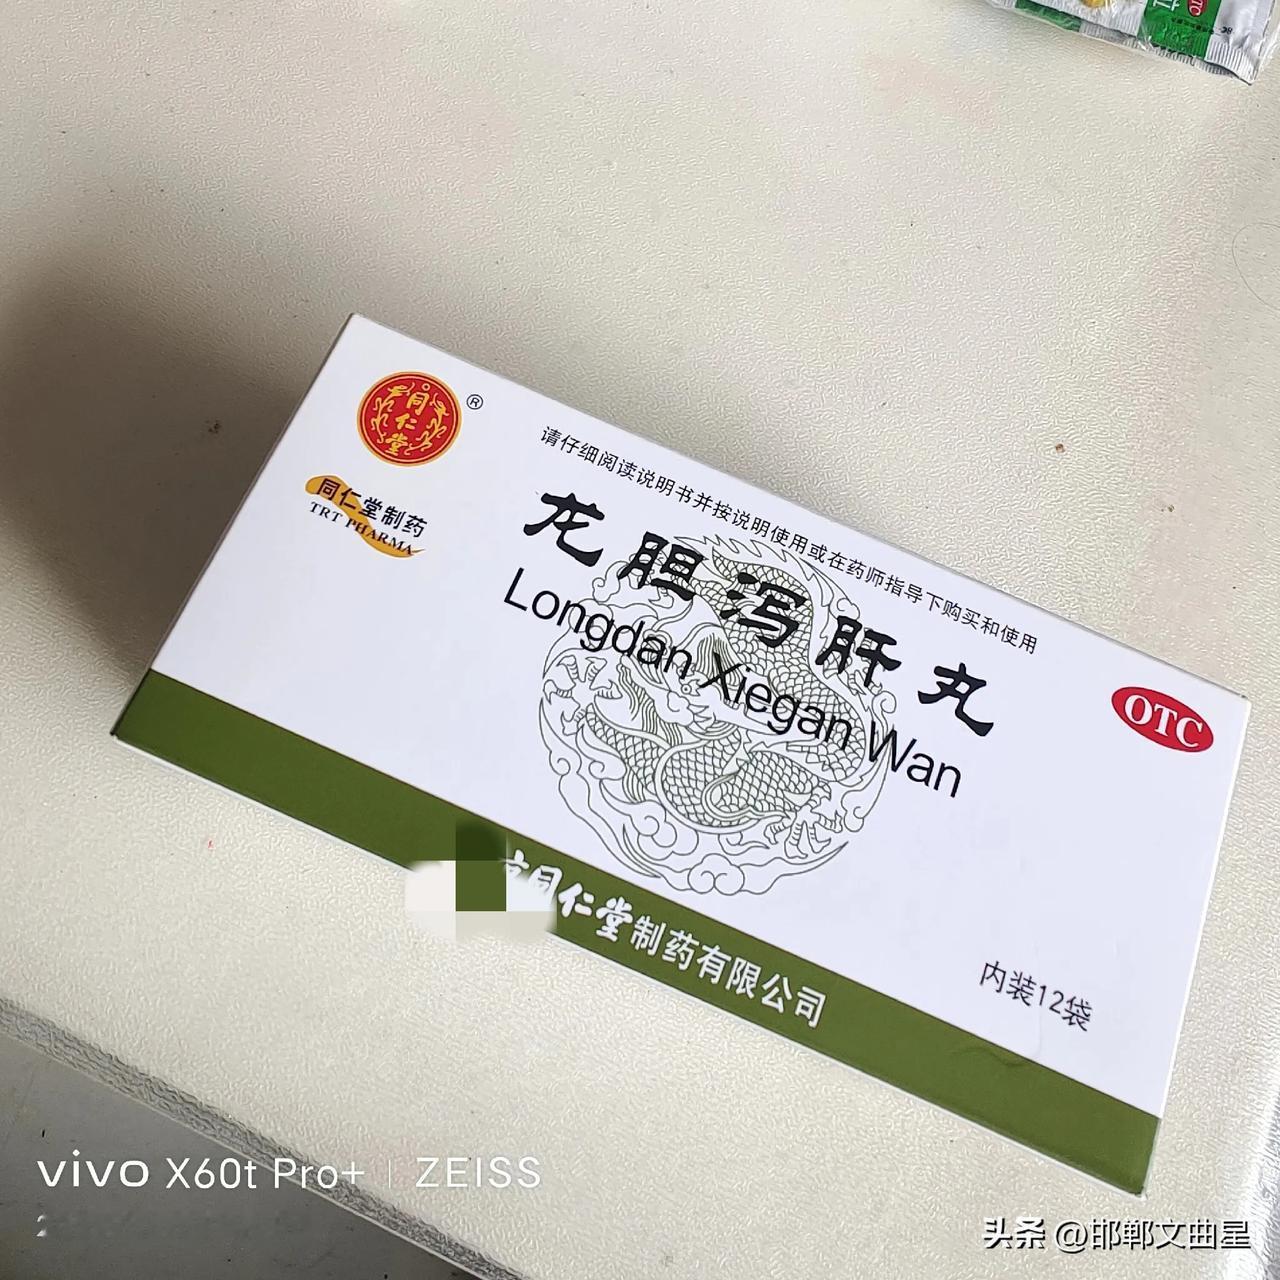 同仁堂
®
同仁堂制药
TRT PHARMA
请仔细阅读说明书并按说明使用或在药师指导下购买和使用
龙胆泻肝丸
Longdan Xiegan Wan
OTC
同仁堂制药有限公司
内装12袋
OTC
vivo X60t Pro+ | ZEISS
头条 @邯郸文曲星